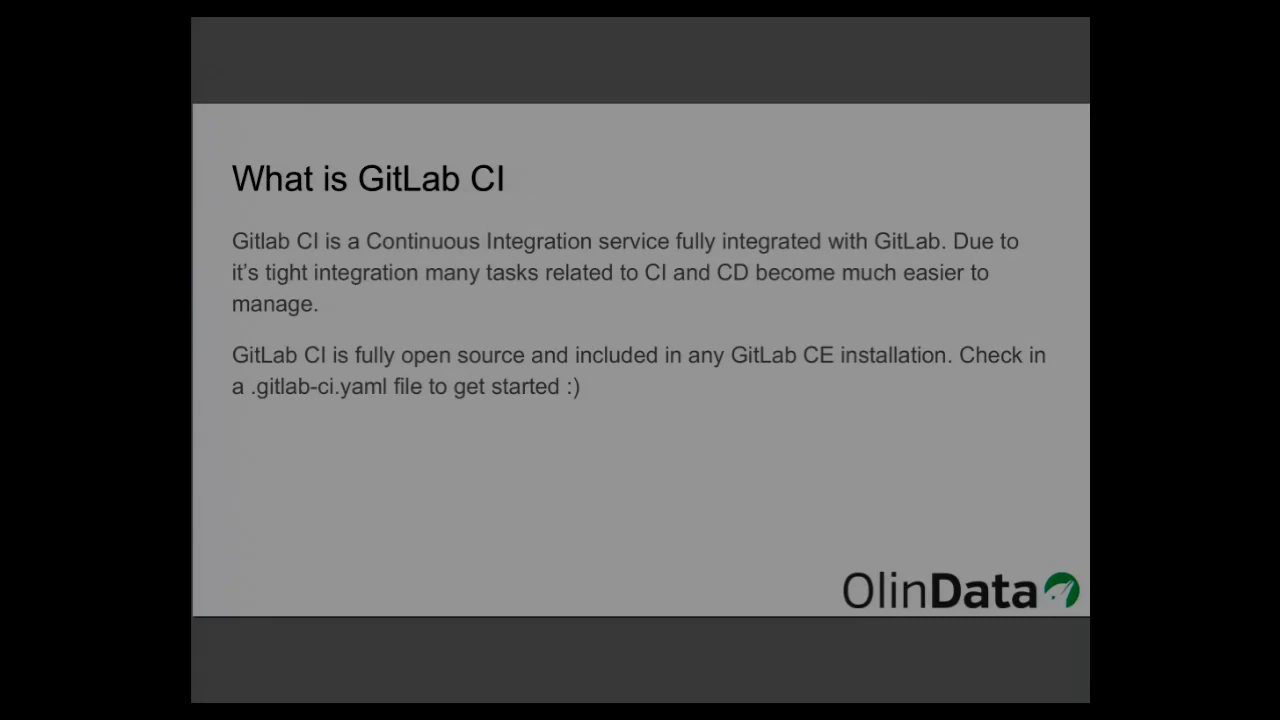 What is GitLab CI
Gitlab CI is a Continuous Integration service fully integrated with GitLab. Due to
it’s tight integration many tasks related to CI and CD become much easier to
manage.
GitLab CI is fully open source and included in any GitLab CE installation. Check in
a .gitlab-ci.yaml file to get started :)
OlinData